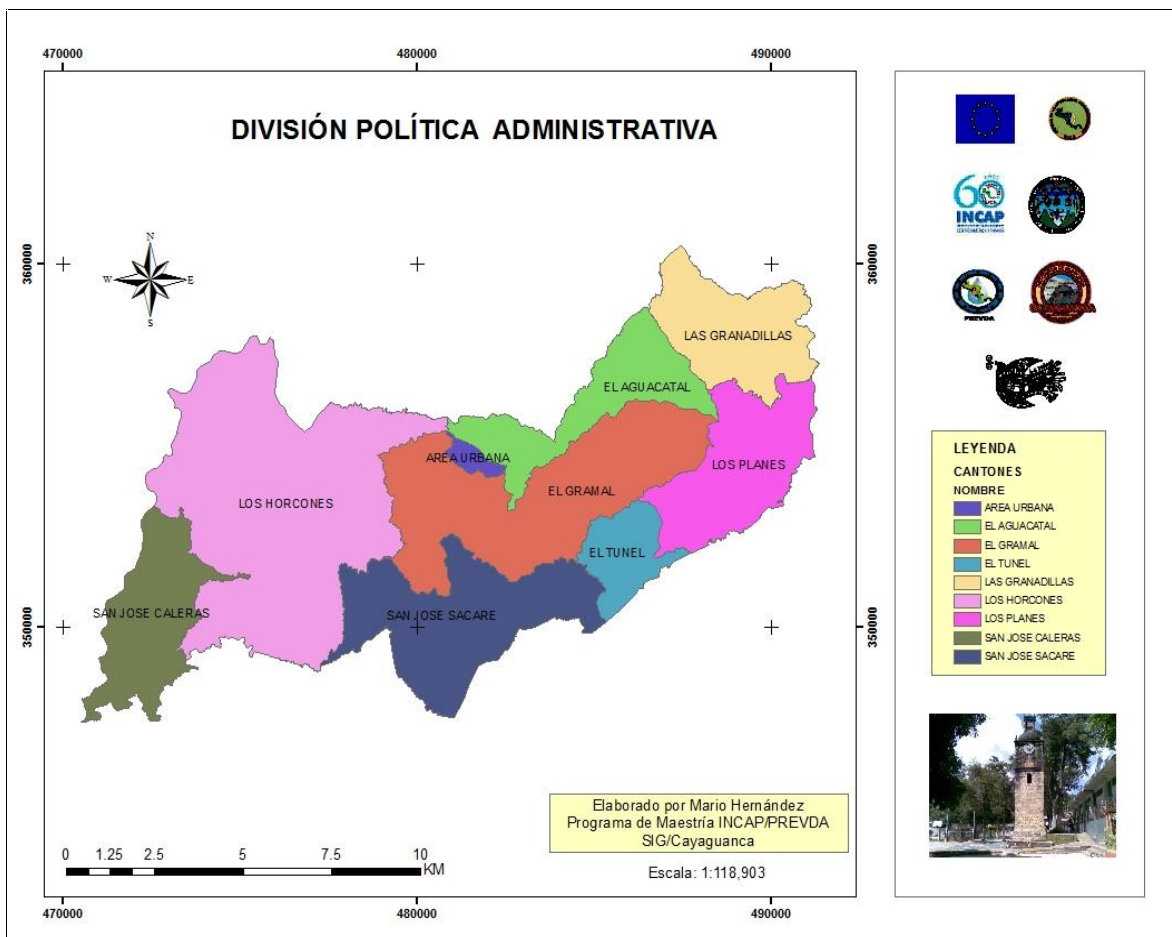 470000 480000 490000
DIVISIÓN POLÍTICA ADMINISTRATIVA
N
W E
S
360000 360000
LAS GRANADILLAS
EL AGUACATAL
AREA URBANA
LOS PLANES
EL GRAMAL
LOS HORCONES
EL TUNEL
SAN JOSE CALERAS
SAN JOSE SACARE
350000 350000
Elaborado por Mario Hernández
Programa de Maestría INCAP/PREVDA
SIG/Cayaguanca
Escala: 1:118,903
0 1.25 2.5 5 7.5 10
KM
470000 480000 490000
60 AÑOS
INCAP
PREVDA
LEYENDA
CANTONES
NOMBRE
AREA URBANA
EL AGUACATAL
EL GRAMAL
EL TUNEL
LAS GRANADILLAS
LOS HORCONES
LOS PLANES
SAN JOSE CALERAS
SAN JOSE SACARE